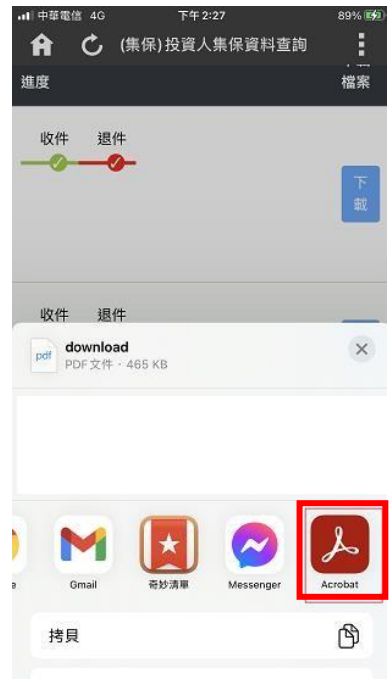 中華電信 4G 下午 2:27 89%
(集保)投資人集保資料查詢
進度 檔案
收件 退件
下載
收件 退件
pdf
download
PDF 文件 · 465 KB
Gmail 奇妙清單 Messenger Acrobat
拷貝